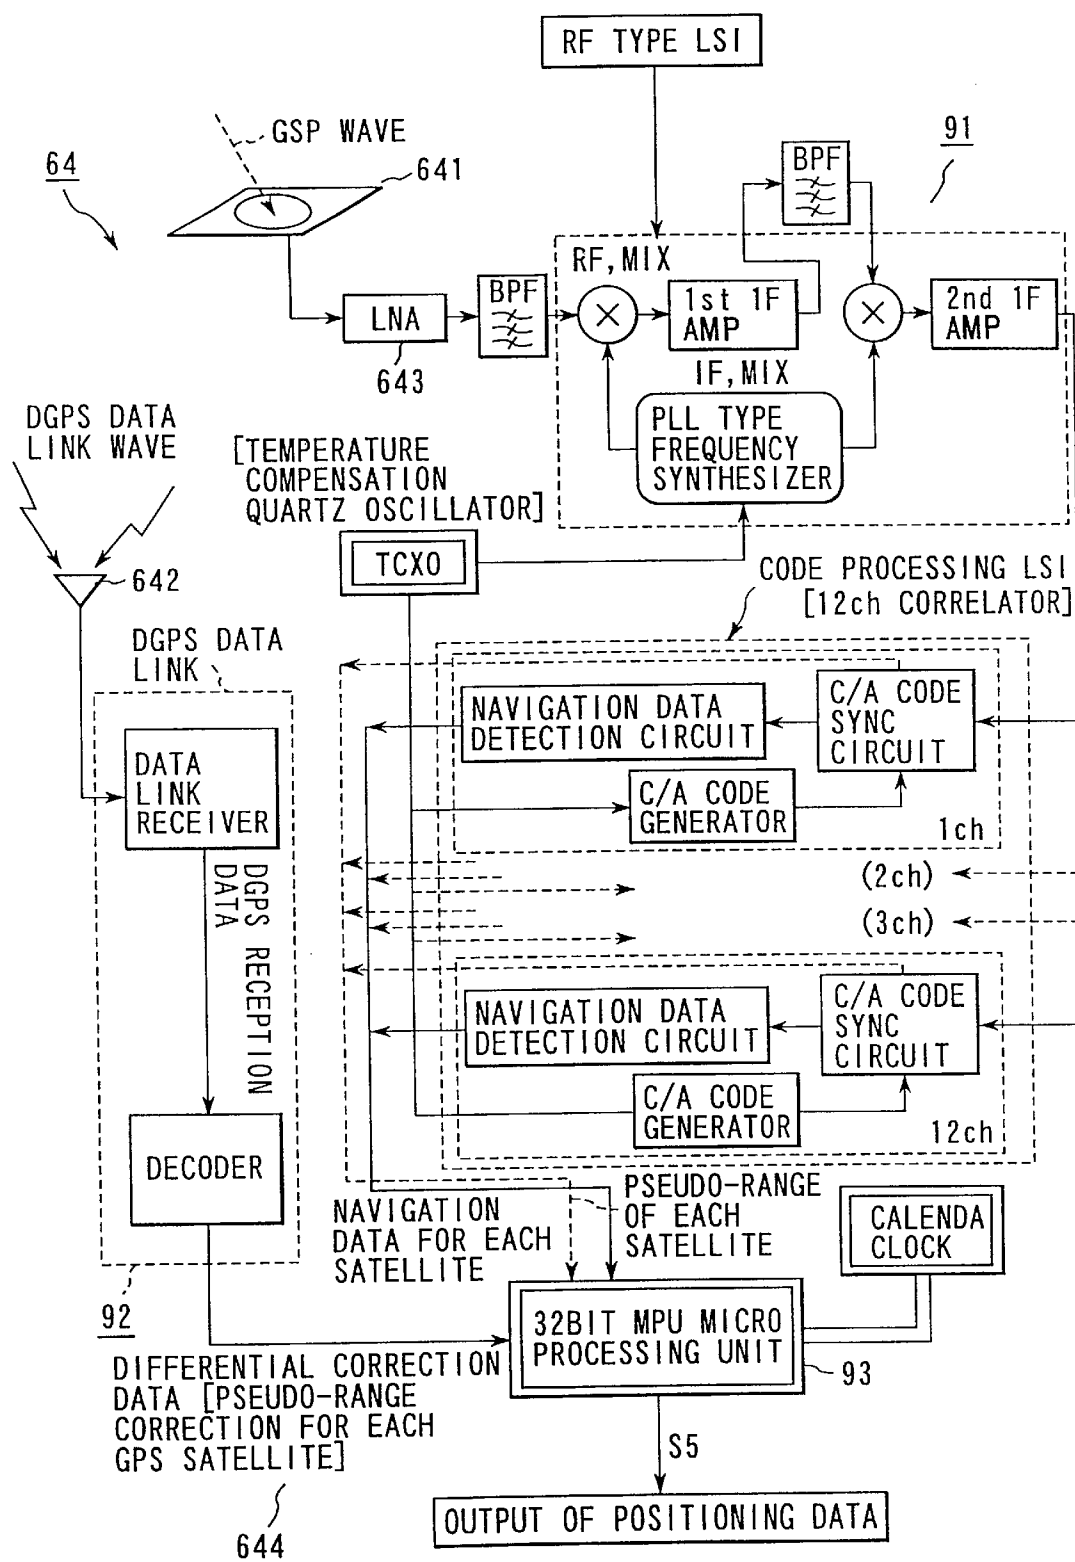 RF TYPE LSI
GSP WAVE
64
641
BPF
91
RF,MIX
BPF
LNA
643
1st 1F
AMP
2nd 1F
AMP
IF,MIX
PLL TYPE
FREQUENCY
SYNTHESIZER
DGPS DATA
LINK WAVE
[TEMPERATURE
COMPENSATION
QUARTZ OSCILLATOR]
TCXO
642
CODE PROCESSING LSI
[12ch CORRELATOR]
DGPS DATA
LINK
NAVIGATION DATA
DETECTION CIRCUIT
C/A CODE
SYNC
CIRCUIT
C/A CODE
GENERATOR
1ch
DATA
LINK
RECEIVER
DGPS RECEPTION
DATA
(2ch)
(3ch)
NAVIGATION DATA
DETECTION CIRCUIT
C/A CODE
SYNC
CIRCUIT
C/A CODE
GENERATOR
12ch
DECODER
NAVIGATION
DATA FOR EACH
SATELLITE
PSEUDO-RANGE
OF EACH
SATELLITE
CALENDA
CLOCK
92
32BIT MPU MICRO
PROCESSING UNIT
93
DIFFERENTIAL CORRECTION
DATA [PSEUDO-RANGE
CORRECTION FOR EACH
GPS SATELLITE]
S5
644
OUTPUT OF POSITIONING DATA